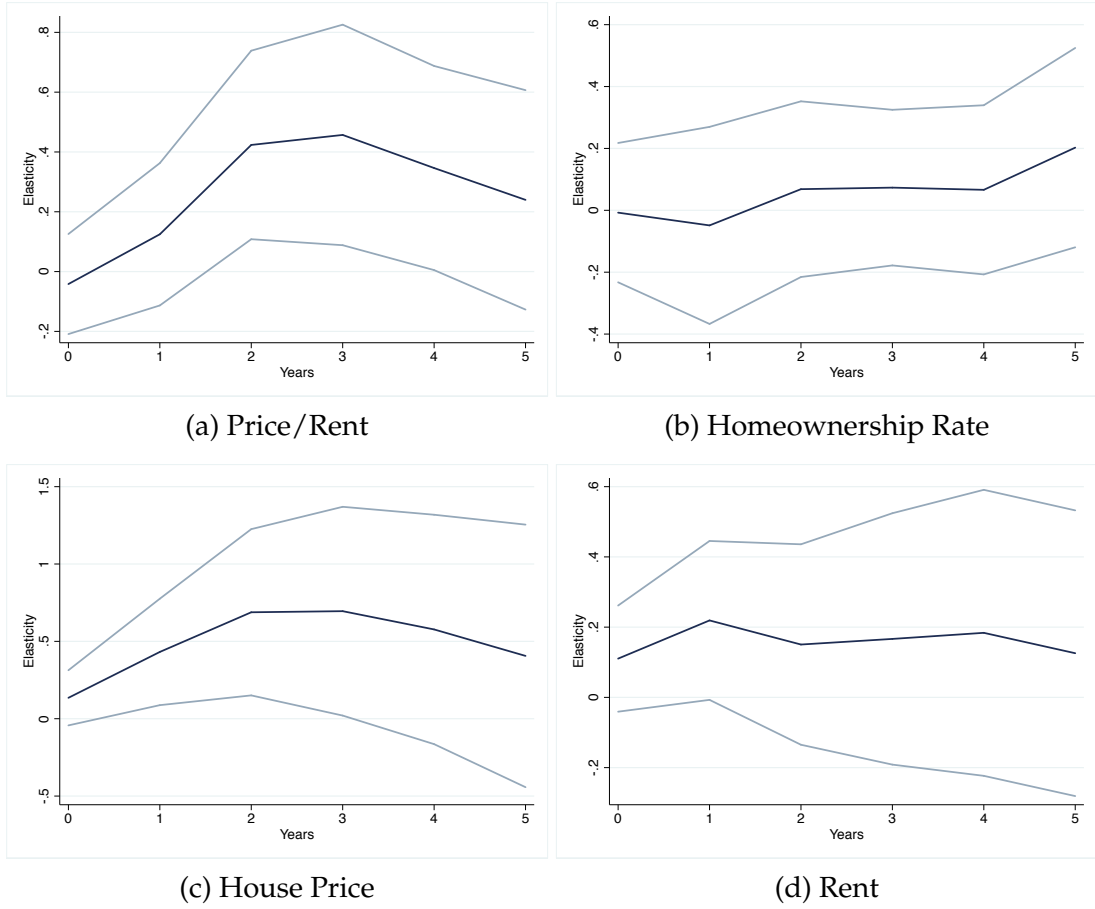 Elasticity
-.2 0 .2 .4 .6 .8
0 1 2 3 4 5
Years
(a) Price/Rent
Elasticity
-.4 -.2 0 .2 .4 .6
0 1 2 3 4 5
Years
(b) Homeownership Rate
Elasticity
-.5 0 .5 1 1.5
0 1 2 3 4 5
Years
(c) House Price
Elasticity
-.2 0 .2 .4 .6
0 1 2 3 4 5
Years
(d) Rent